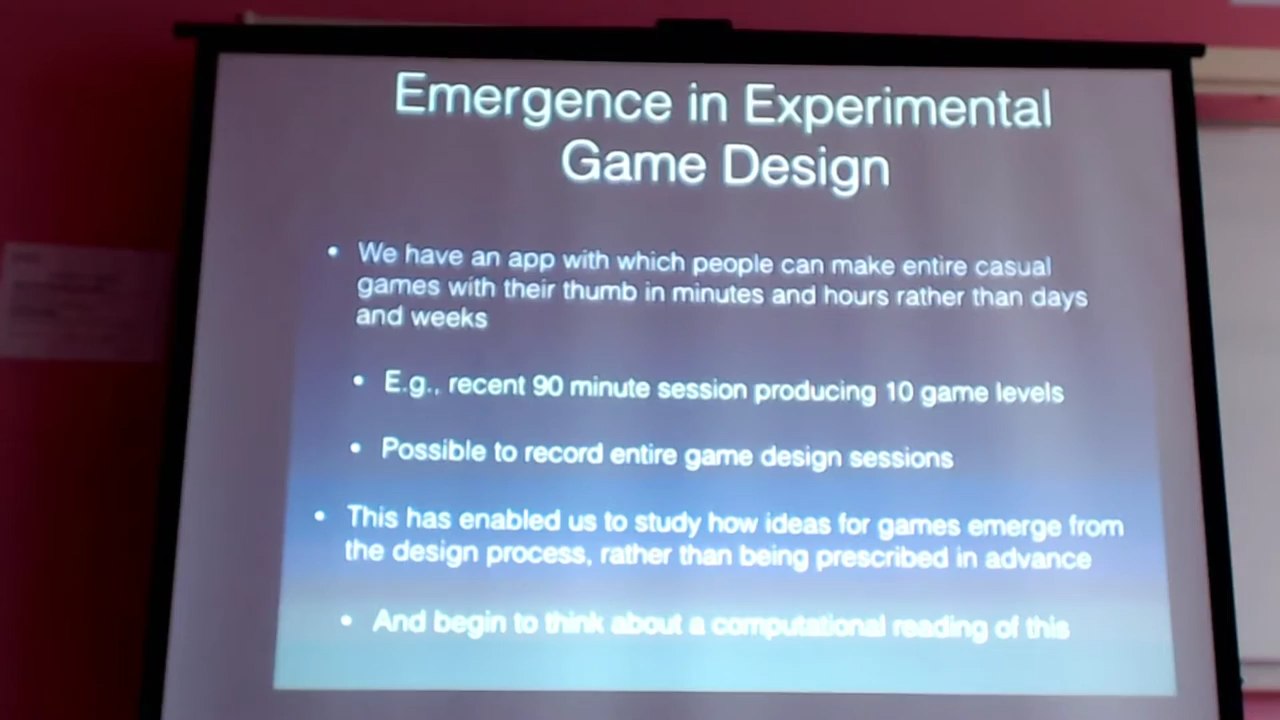 Emergence in Experimental
Game Design
• We have an app with which people can make entire casual
games with their thumb in minutes and hours rather than days
and weeks
• E.g., recent 90 minute session producing 10 game levels
• Possible to record entire game design sessions
• This has enabled us to study how ideas for games emerge from
the design process, rather than being prescribed in advance
• And begin to think about a computational reading of this